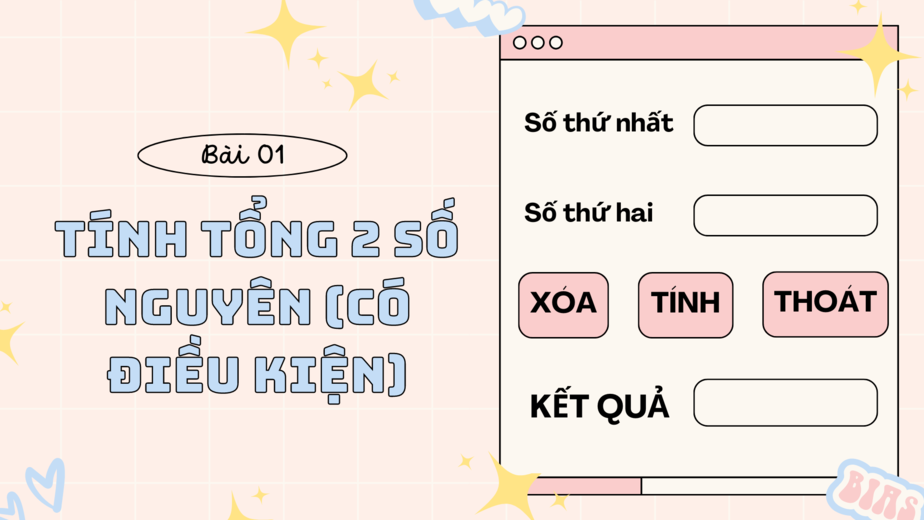 Bài 01
TÍNH TỔNG 2 SỐ
NGUYÊN (CÓ
ĐIỀU KIỆN)
Số thứ nhất
Số thứ hai
XÓA TÍNH THOÁT
KẾT QUẢ
BIAS